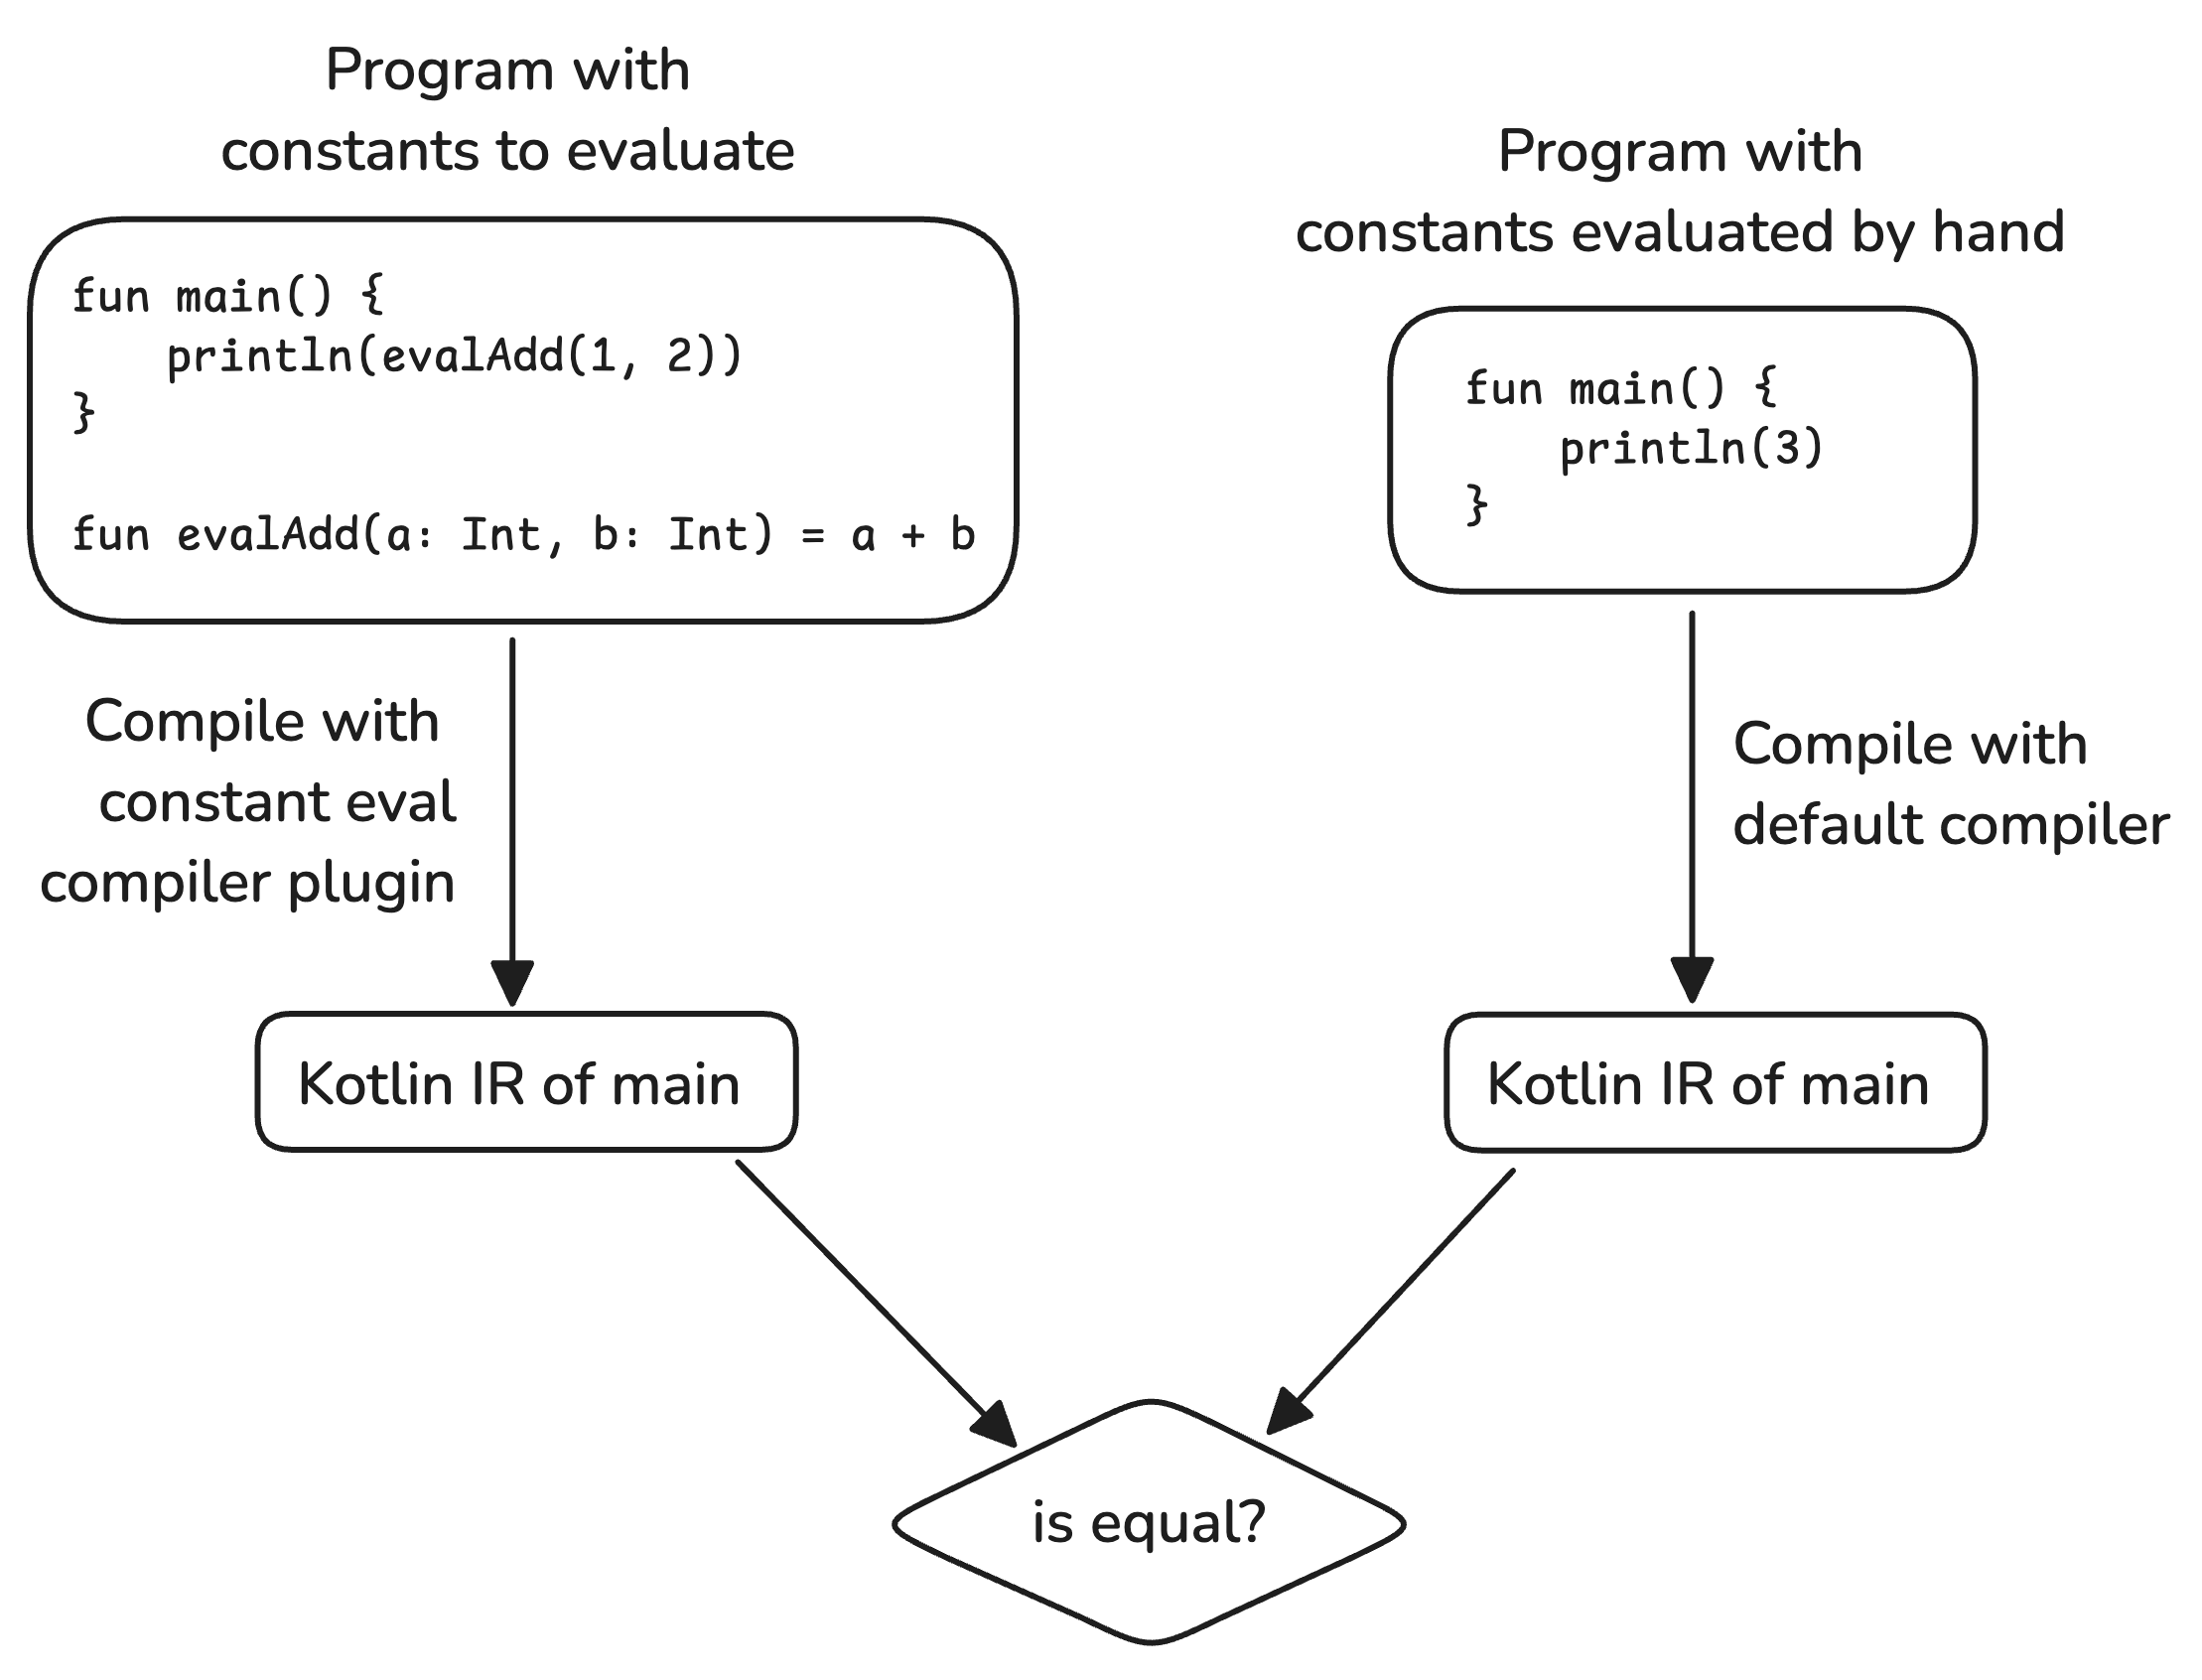 Program with
constants to evaluate
fun main() {
    println(evalAdd(1, 2))
}
fun evalAdd(a: Int, b: Int) = a + b
Compile with
constant eval
compiler plugin
Kotlin IR of main
Program with
constants evaluated by hand
fun main() {
    println(3)
}
Compile with
default compiler
Kotlin IR of main
is equal?